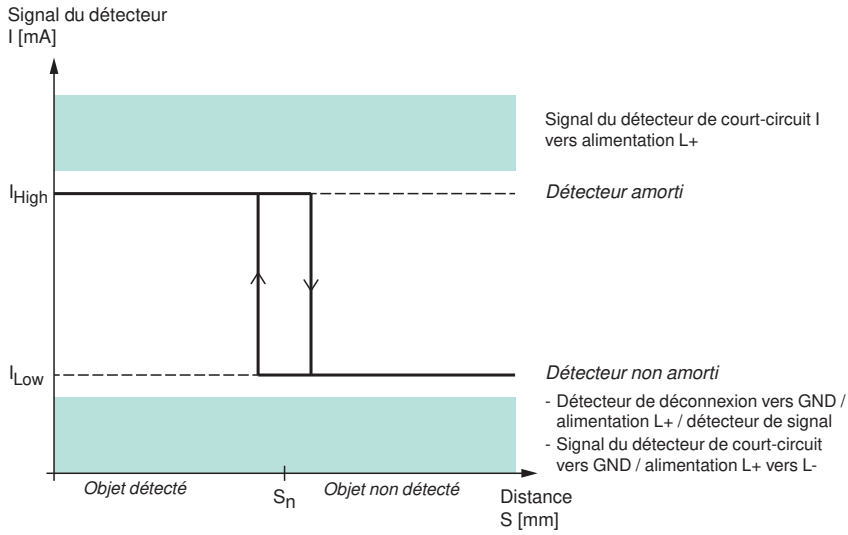 Signal du détecteur
I [mA]
Signal du détecteur de court-circuit I
vers alimentation L+
IHigh
Détecteur amorti
ILow
Détecteur non amorti
- Détecteur de déconnexion vers GND /
alimentation L+ / détecteur de signal
- Signal du détecteur de court-circuit
vers GND / alimentation L+ vers L-
Objet détecté
Sn
Objet non détecté
Distance
S [mm]